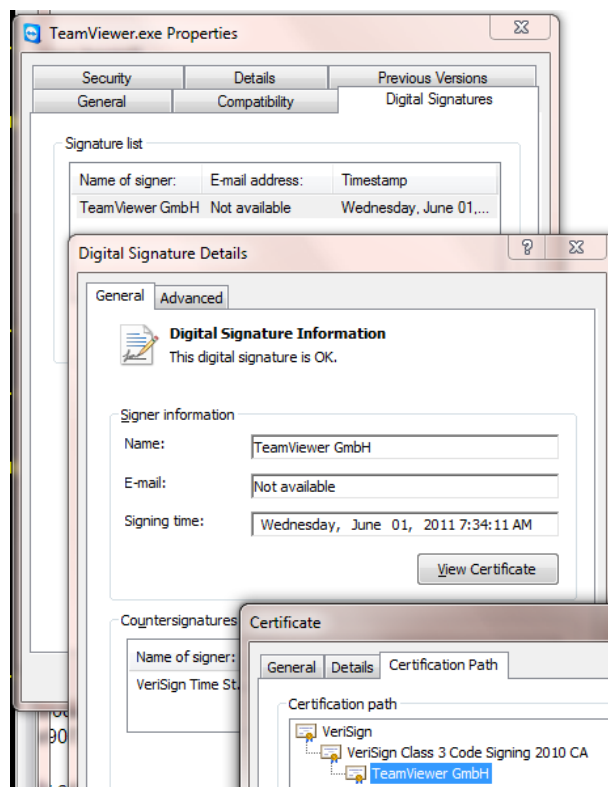 TeamViewer.exe Properties
Security Details Previous Versions
General Compatibility Digital Signatures
Signature list
Name of signer: E-mail address: Timestamp
TeamViewer GmbH Not available Wednesday, June 01,...
Digital Signature Details
General Advanced
Digital Signature Information
This digital signature is OK.
Signer information
Name: TeamViewer GmbH
E-mail: Not available
Signing time: Wednesday, June 01, 2011 7:34:11 AM
View Certificate
Countersignatures
Name of signer:
VeriSign Time St.
Certificate
General Details Certification Path
Certification path
VeriSign
VeriSign Class 3 Code Signing 2010 CA
TeamViewer GmbH